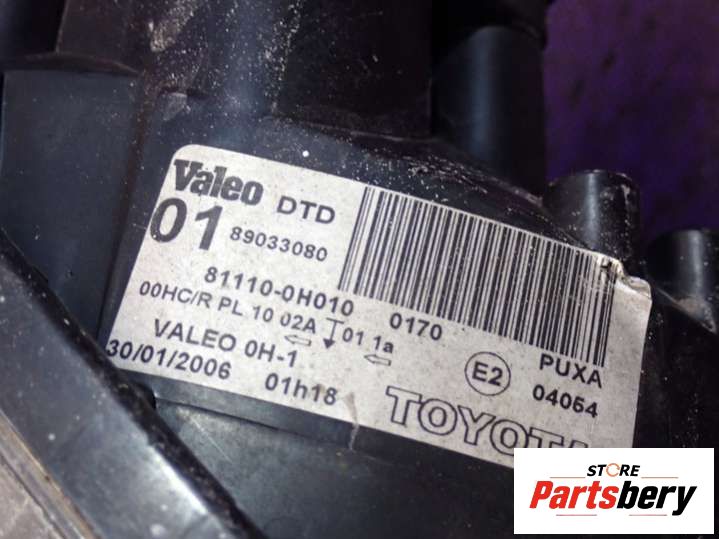 Valeo DTD
01 89033080
81110-0H010 0170
00HC/R PL 10 02A 01 1a
VALEO 0H-1
PUXA
E2 04054
30/01/2006 01h18
TOYOTA
STORE
Partsbery